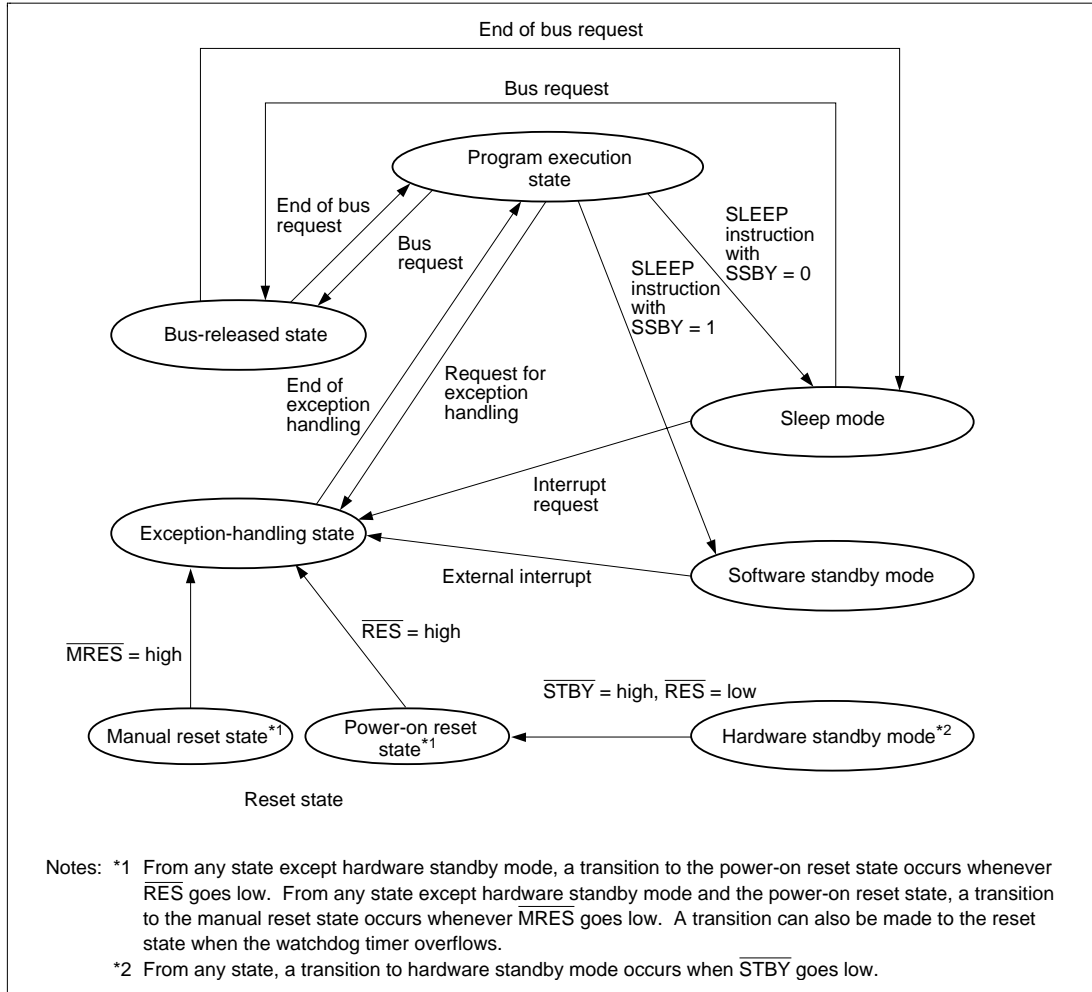 End of bus request
Bus request
Program execution
state
End of bus
request
Bus
request
SLEEP
instruction
with
SSBY = 0
SLEEP
instruction
with
SSBY = 1
Bus-released state
End of
exception
handling
Request for
exception
handling
Sleep mode
Interrupt
request
Exception-handling state
External interrupt
Software standby mode
M̅R̅E̅S̅ = high
R̅E̅S̅ = high
S̅T̅B̅Y̅ = high, R̅E̅S̅ = low
Manual reset state*1
Power-on reset
state*1
Hardware standby mode*2
Reset state
Notes: *1 From any state except hardware standby mode, a transition to the power-on reset state occurs whenever
R̅E̅S̅ goes low. From any state except hardware standby mode and the power-on reset state, a transition
to the manual reset state occurs whenever M̅R̅E̅S̅ goes low. A transition can also be made to the reset
state when the watchdog timer overflows.
*2 From any state, a transition to hardware standby mode occurs when S̅T̅B̅Y̅ goes low.